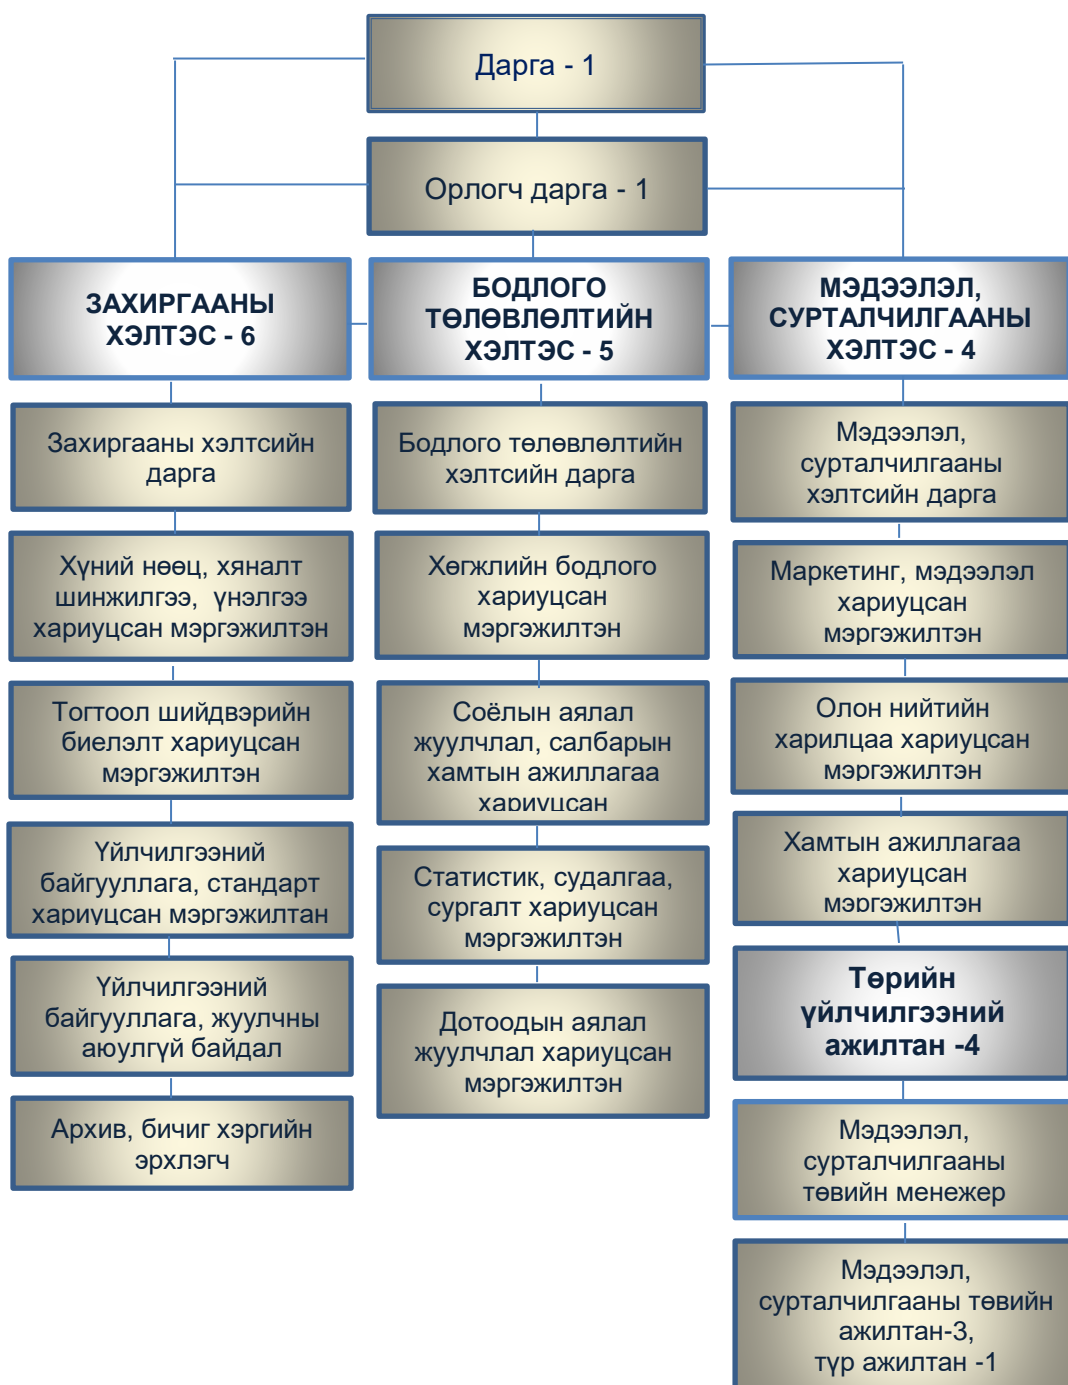 Дарга - 1
Орлогч дарга - 1
ЗАХИРГААНЫ
ХЭЛТЭС - 6
Захиргааны хэлтсийн
дарга
Хүний нөөц, хяналт
шинжилгээ, үнэлгээ
хариуцсан мэргэжилтэн
Тогтоол шийдвэрийн
биелэлт хариуцсан
мэргэжилтэн
Үйлчилгээний
байгууллага, стандарт
хариуцсан мэргэжилтан
Үйлчилгээний
байгууллага, жуулчны
аюулгүй байдал
Архив, бичиг хэргийн
эрхлэгч
БОДЛОГО
ТӨЛӨВЛӨЛТИЙН
ХЭЛТЭС - 5
Бодлого төлөвлөлтийн
хэлтсийн дарга
Хөгжлийн бодлого
хариуцсан
мэргэжилтэн
Соёлын аялал
жуулчлал, салбарын
хамтын ажиллагаа
хариуцсан
Статистик, судалгаа,
сургалт хариуцсан
мэргэжилтэн
Дотоодын аялал
жуулчлал хариуцсан
мэргэжилтэн
МЭДЭЭЛЭЛ,
СУРТАЛЧИЛГААНЫ
ХЭЛТЭС - 4
Мэдээлэл,
сурталчилгааны
хэлтсийн дарга
Маркетинг, мэдээлэл
хариуцсан
мэргэжилтэн
Олон нийтийн
харилцаа хариуцсан
мэргэжилтэн
Хамтын ажиллагаа
хариуцсан
мэргэжилтэн
Төрийн
үйлчилгээний
ажилтан -4
Мэдээлэл,
сурталчилгааны
төвийн менежер
Мэдээлэл,
сурталчилгааны төвийн
ажилтан-3,
түр ажилтан -1